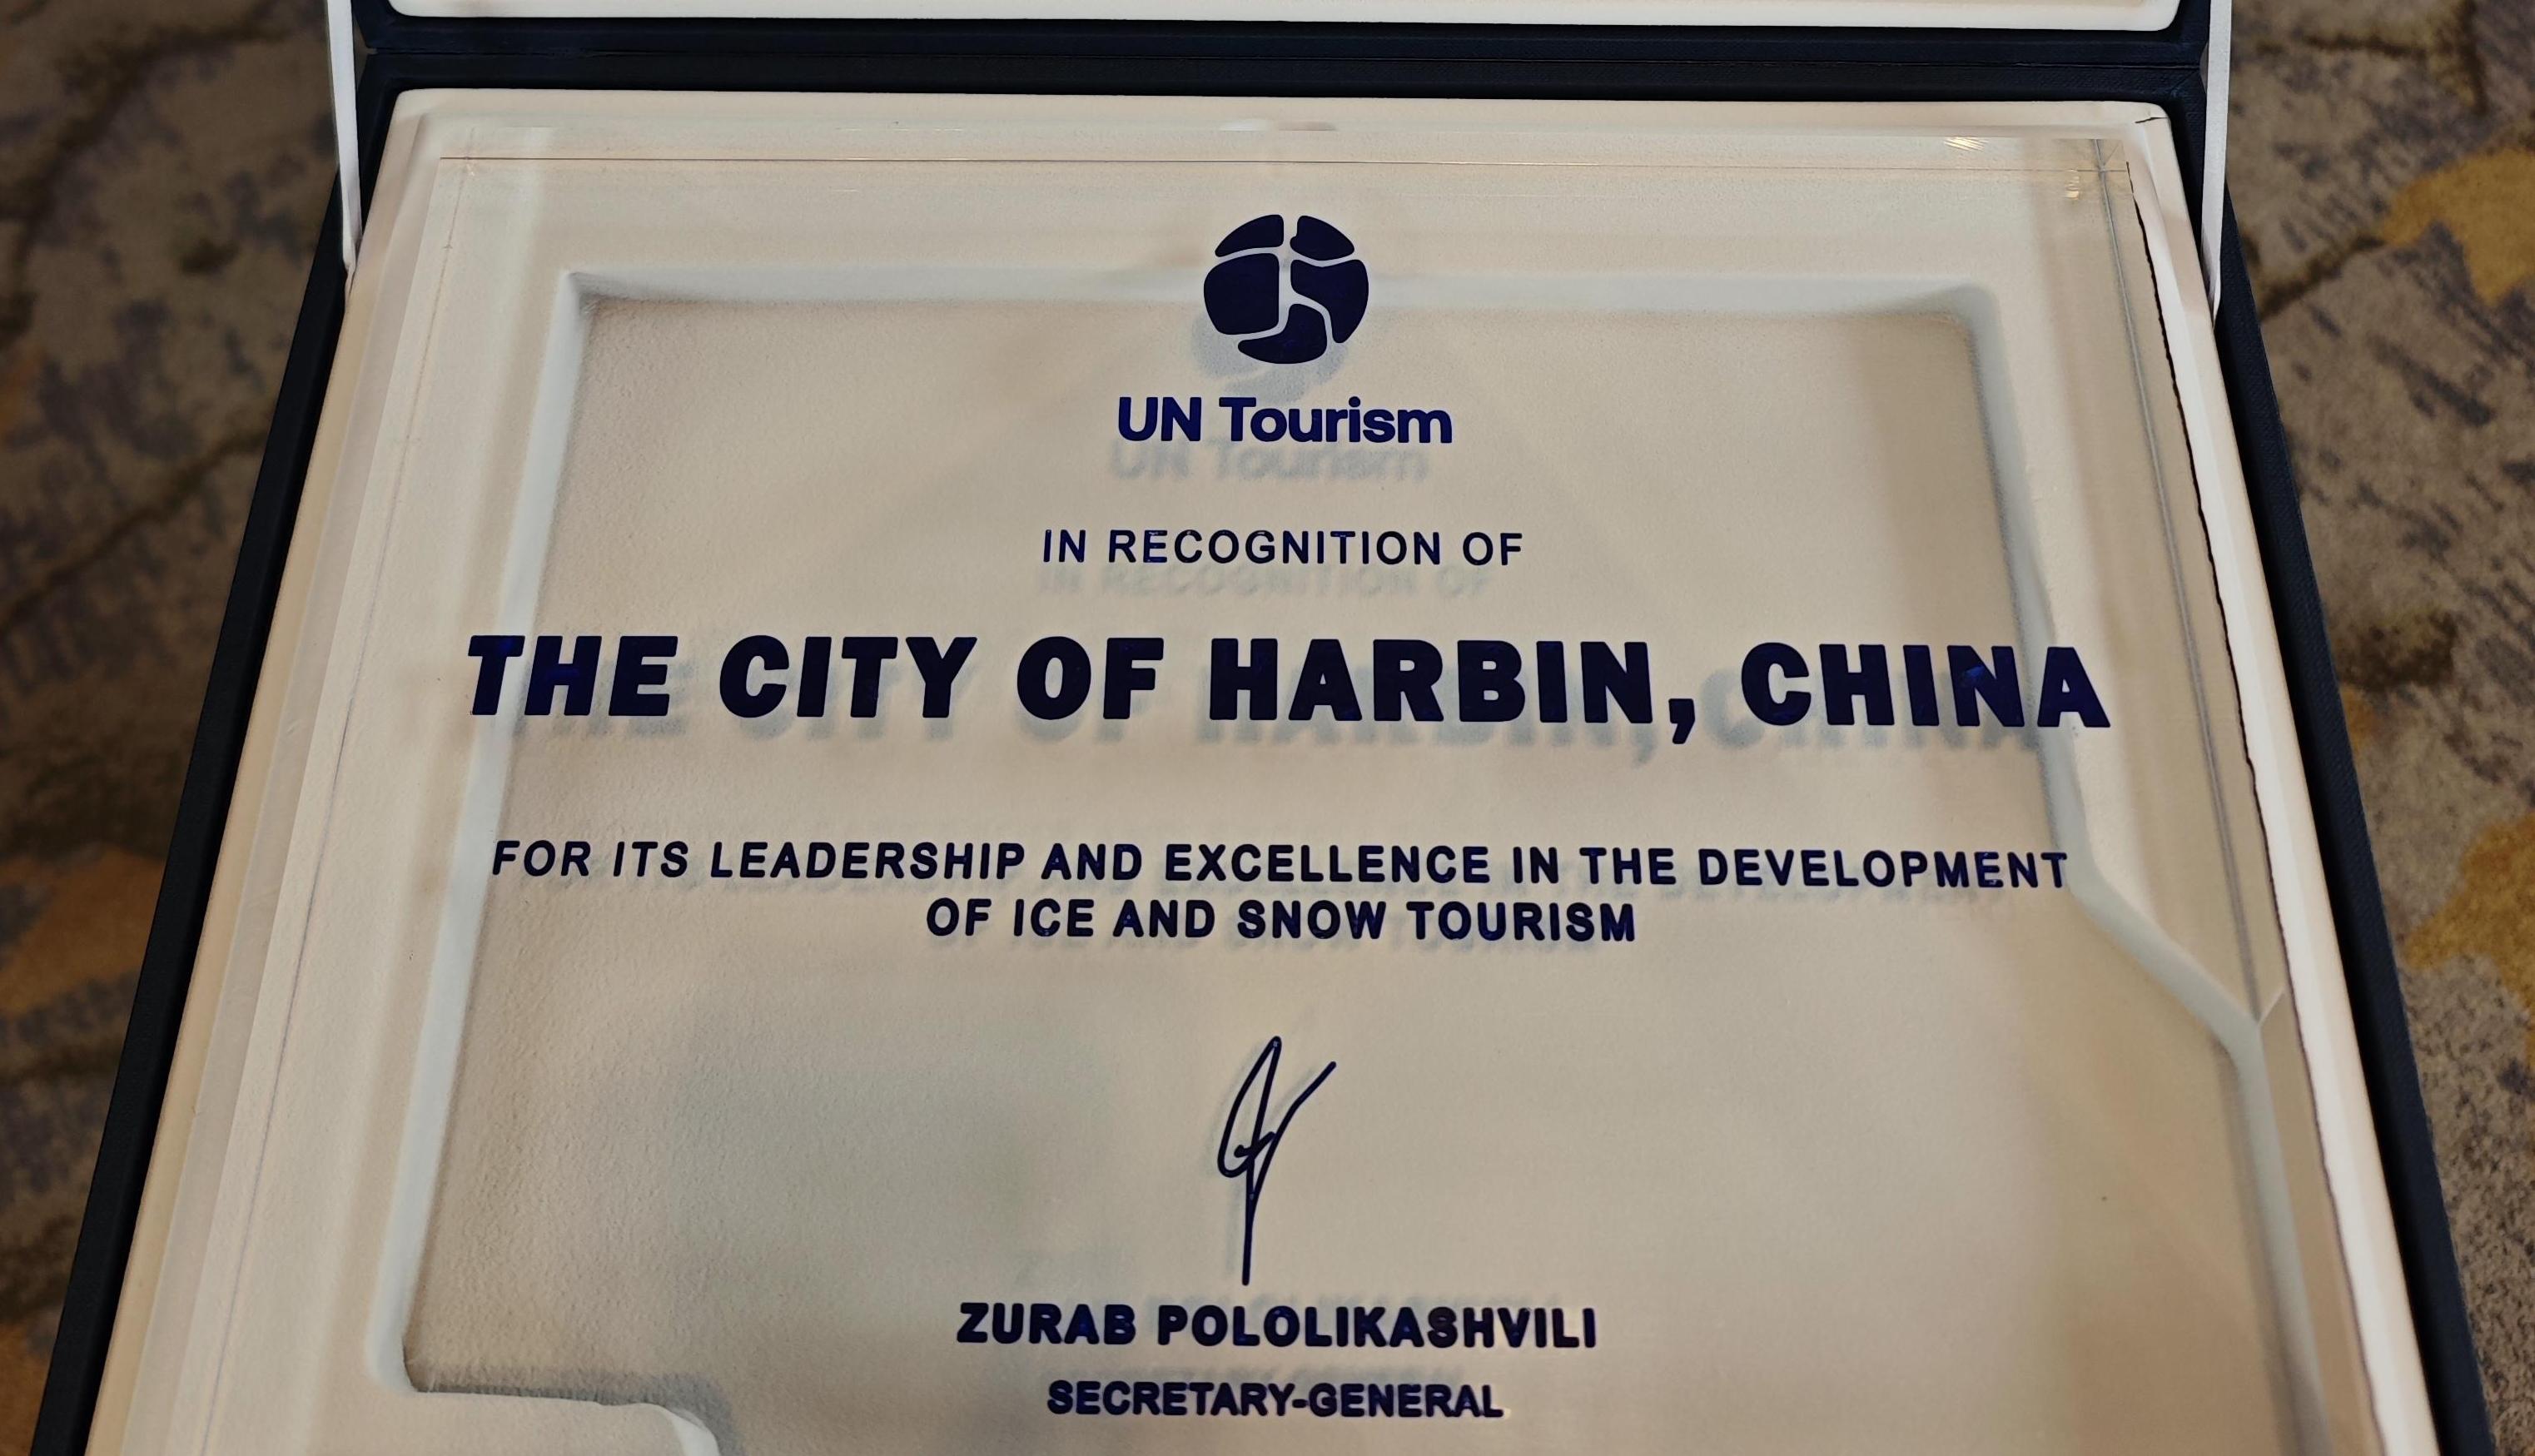 UN Tourism
IN RECOGNITION OF
THE CITY OF HARBIN, CHINA
FOR ITS LEADERSHIP AND EXCELLENCE IN THE DEVELOPMENT
OF ICE AND SNOW TOURISM
ZURAB POLOLIKASHVILI
SECRETARY-GENERAL